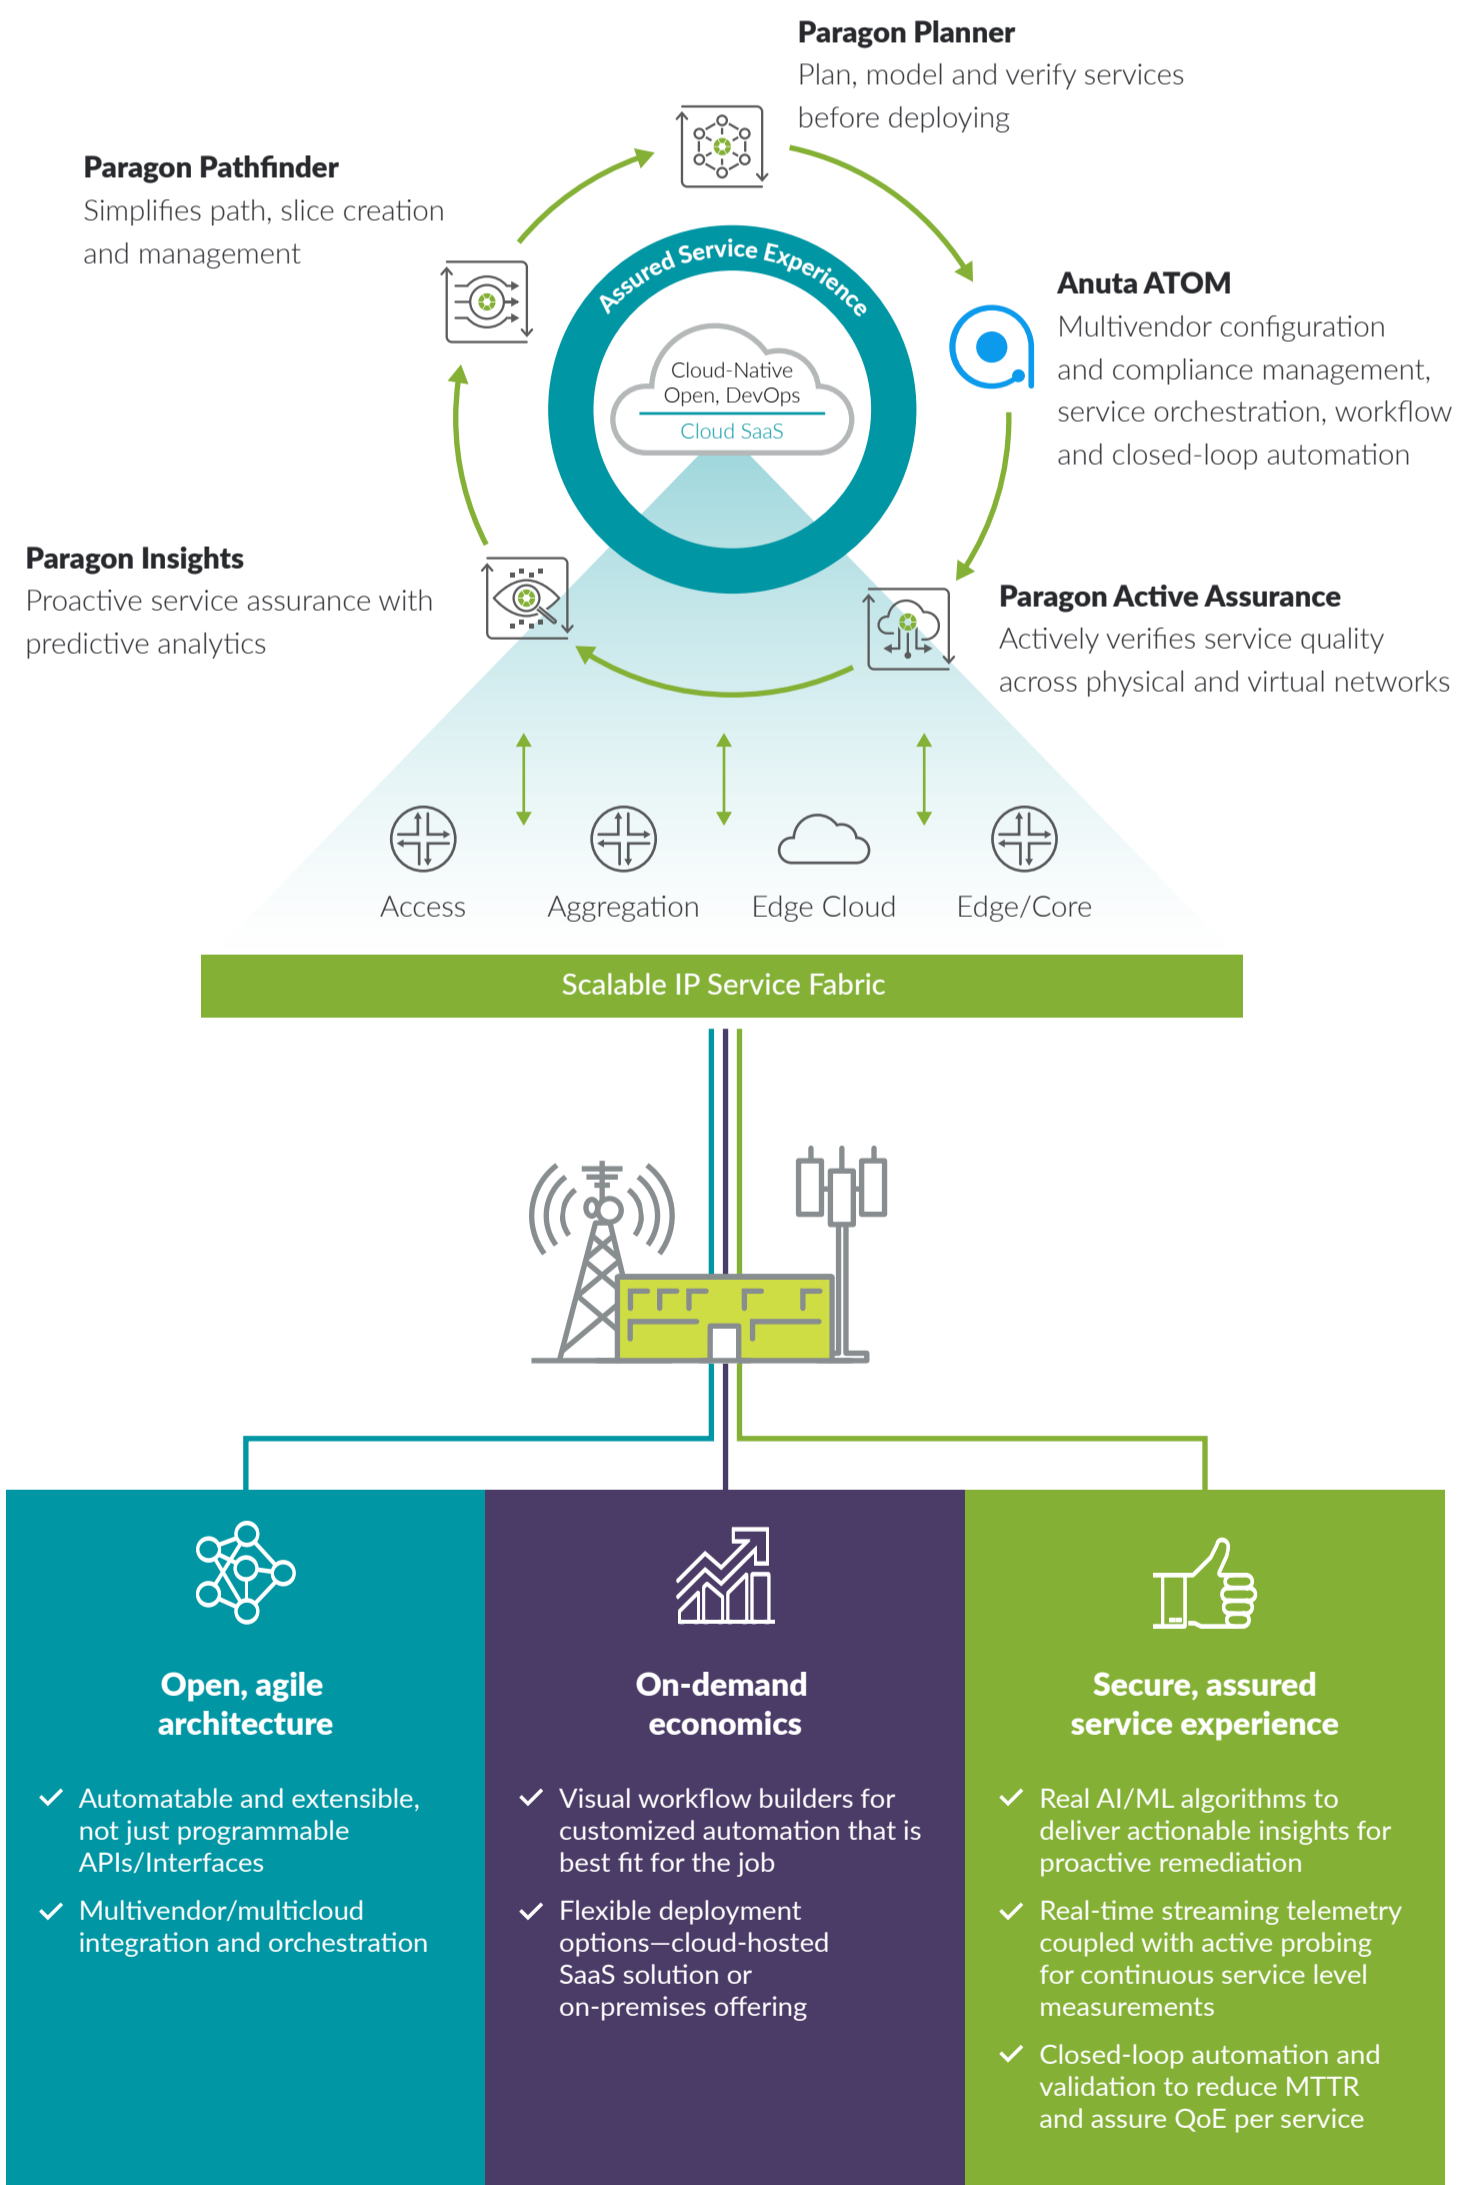 Paragon Planner
Plan, model and verify services
before deploying
Paragon Pathfinder
Simplifies path, slice creation
and management
Assured Service Experience
Cloud-Native
Open, DevOps
Cloud SaaS
Anuta ATOM
Multivendor configuration
and compliance management,
service orchestration, workflow
and closed-loop automation
Paragon Insights
Proactive service assurance with
predictive analytics
Paragon Active Assurance
Actively verifies service quality
across physical and virtual networks
Access
Aggregation
Edge Cloud
Edge/Core
Scalable IP Service Fabric
Open, agile
architecture
Automatable and extensible,
not just programmable
APIs/Interfaces
Multivendor/multicloud
integration and orchestration
On-demand
economics
Visual workflow builders for
customized automation that is
best fit for the job
Flexible deployment
options—cloud-hosted
SaaS solution or
on-premises offering
Secure, assured
service experience
Real AI/ML algorithms to
deliver actionable insights for
proactive remediation
Real-time streaming telemetry
coupled with active probing
for continuous service level
measurements
Closed-loop automation and
validation to reduce MTTR
and assure QoE per service